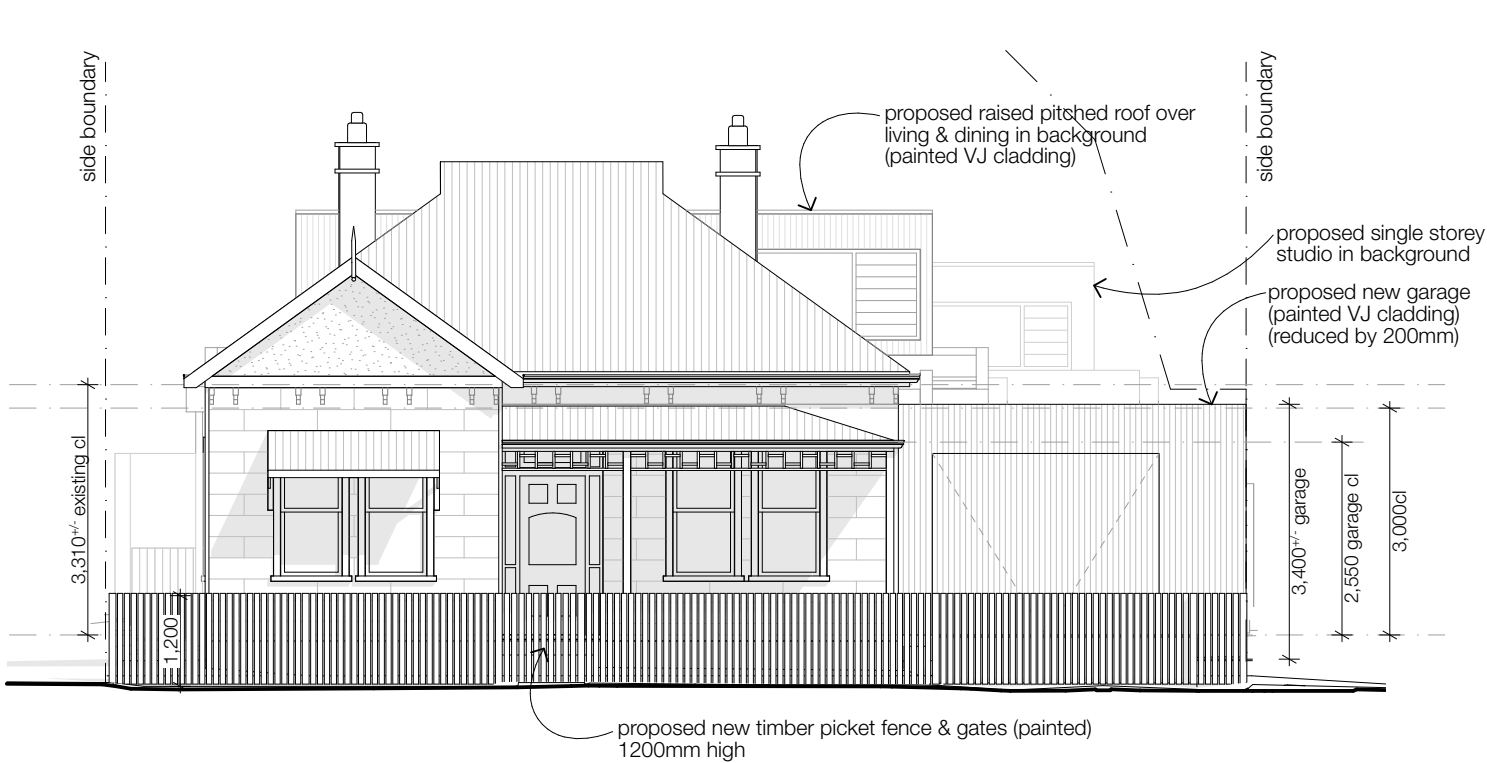 side boundary
side boundary
proposed raised pitched roof over
living & dining in background
(painted VJ cladding)
proposed single storey
studio in background
proposed new garage
(painted VJ cladding)
(reduced by 200mm)
3,310+/- existing cl
3,400+/- garage
2,550 garage cl
3,000cl
1,200
proposed new timber picket fence & gates (painted)
1200mm high